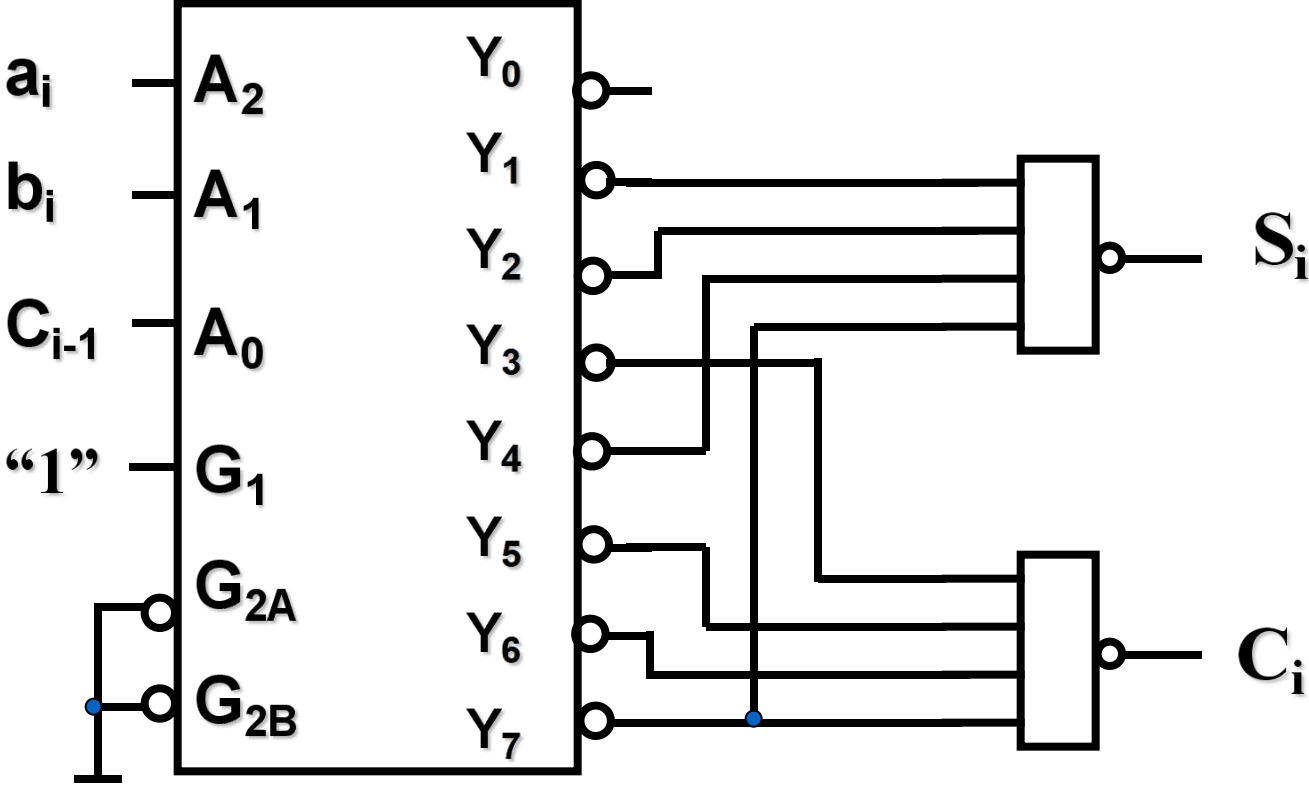 aᵢ
bᵢ
Cᵢ₋₁
“1”
A₂
A₁
A₀
G₁
G₂A
G₂B
Y₀
Y₁
Y₂
Y₃
Y₄
Y₅
Y₆
Y₇
Sᵢ
Cᵢ